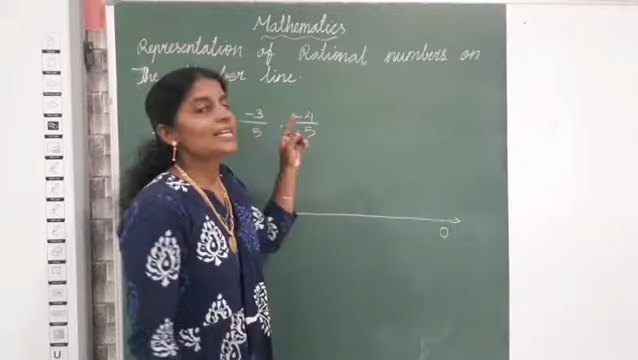 Mathematics
Representation of Rational numbers on
The number line.
-3/5, -4/5
0
U